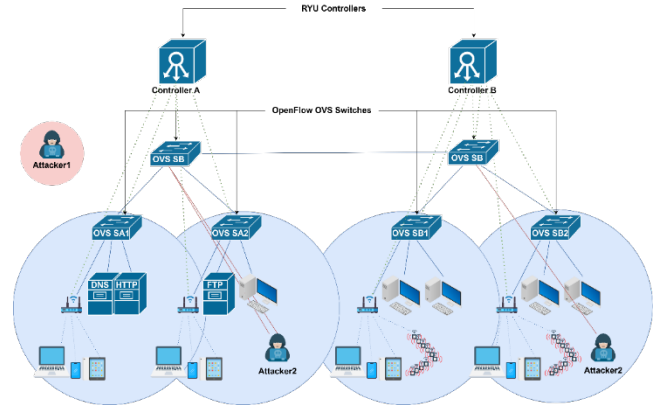 RYU Controllers
Controller A
Controller B
OpenFlow OVS Switches
Attacker1
OVS SB
OVS SB
OVS SA1
OVS SA2
OVS SB1
OVS SB2
DNS
HTTP
FTP
Attacker2
Attacker2